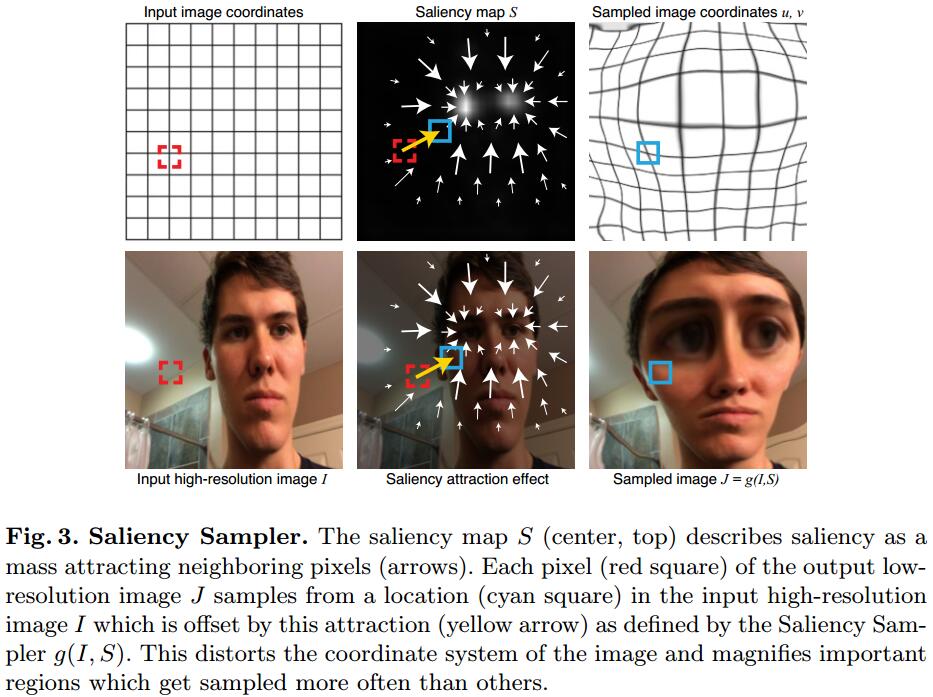 Input image coordinates
Saliency map S
Sampled image coordinates u, v
Input high-resolution image I
Saliency attraction effect
Sampled image J = g(I,S)
Fig. 3. Saliency Sampler. The saliency map S (center, top) describes saliency as a
mass attracting neighboring pixels (arrows). Each pixel (red square) of the output low-
resolution image J samples from a location (cyan square) in the input high-resolution
image I which is offset by this attraction (yellow arrow) as defined by the Saliency Sam-
pler g(I, S). This distorts the coordinate system of the image and magnifies important
regions which get sampled more often than others.